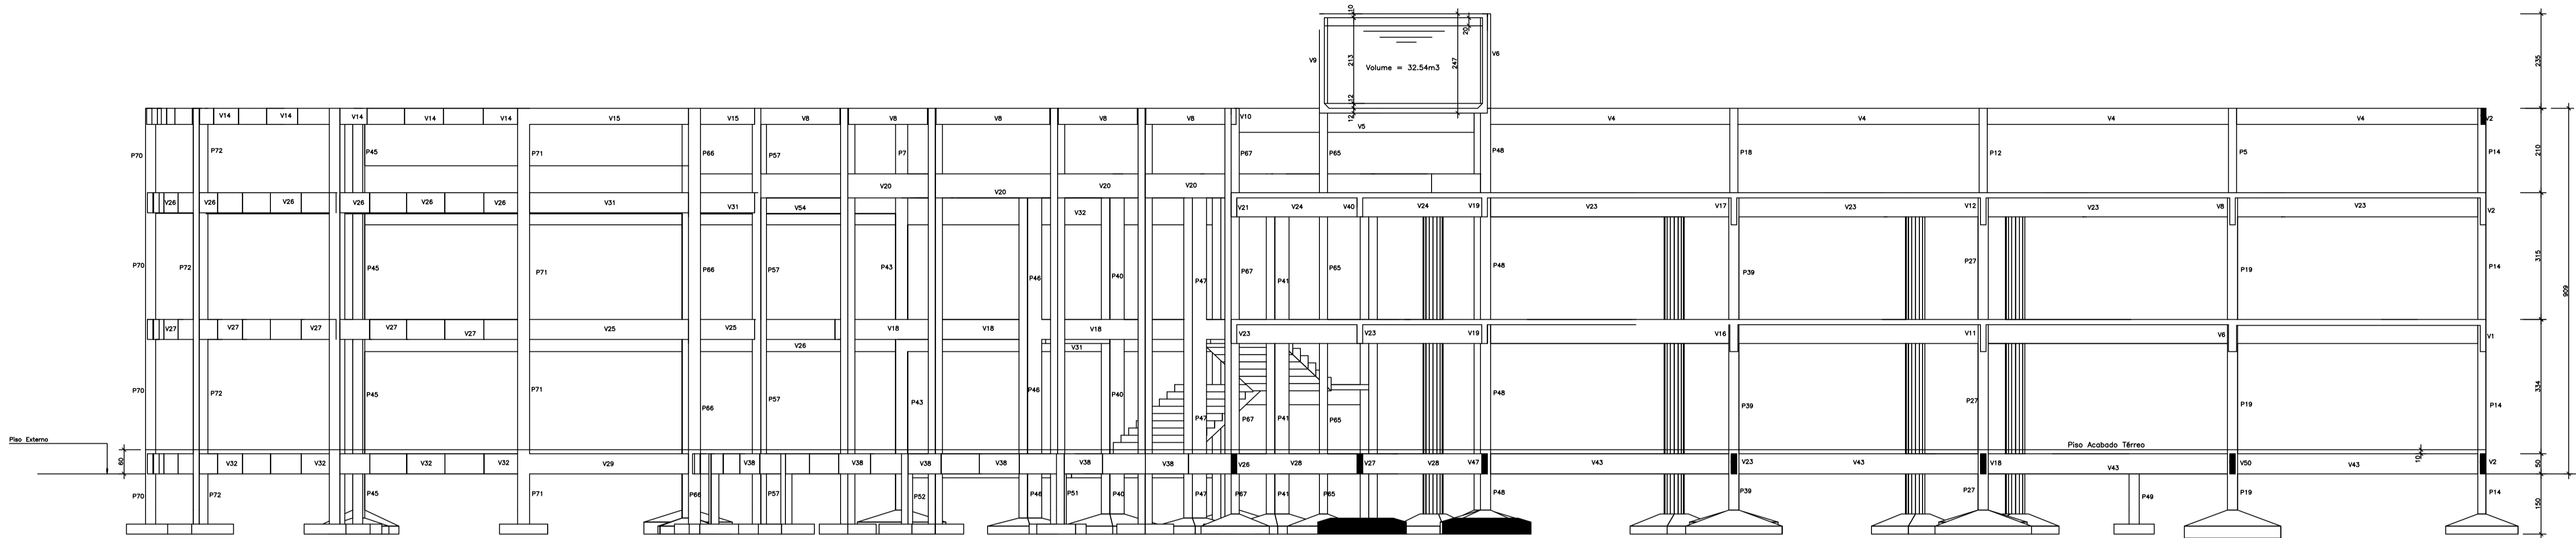 10
20
V9
213
247
V6
235
Volume = 32.54m3
12
12
V14
V14
V14
V14
V14
V15
V15
V8
V8
V8
V8
V8
V10
V5
V4
V4
V4
V4
V2
P70
P72
P45
P71
P66
P57
P7
P67
P65
P48
P18
P12
P5
P14
210
V26
V26
V26
V26
V26
V26
V31
V31
V54
V20
V20
V20
V20
V32
V21
V24
V40
V24
V19
V23
V17
V23
V12
V23
V8
V23
V2
P70
P72
P45
P71
P66
P57
P43
P46
P40
P47
P67
P41
P65
P48
P39
P27
P19
P14
315
909
V27
V27
V27
V27
V27
V25
V25
V26
V18
V18
V18
V31
V23
V23
V19
V16
V11
V6
V1
P70
P72
P45
P71
P66
P57
P43
P46
P40
P47
P67
P41
P65
P48
P39
P27
P19
P14
334
Piso Externo
60
Piso Acabado Térreo
10
V32
V32
V32
V32
V29
V38
V38
V38
V38
V38
V38
V26
V28
V27
V28
V47
V43
V23
V43
V18
V43
V50
V43
V2
50
P70
P72
P45
P71
P66
P57
P52
P46
P51
P40
P47
P67
P41
P65
P48
P39
P27
P49
P19
P14
150